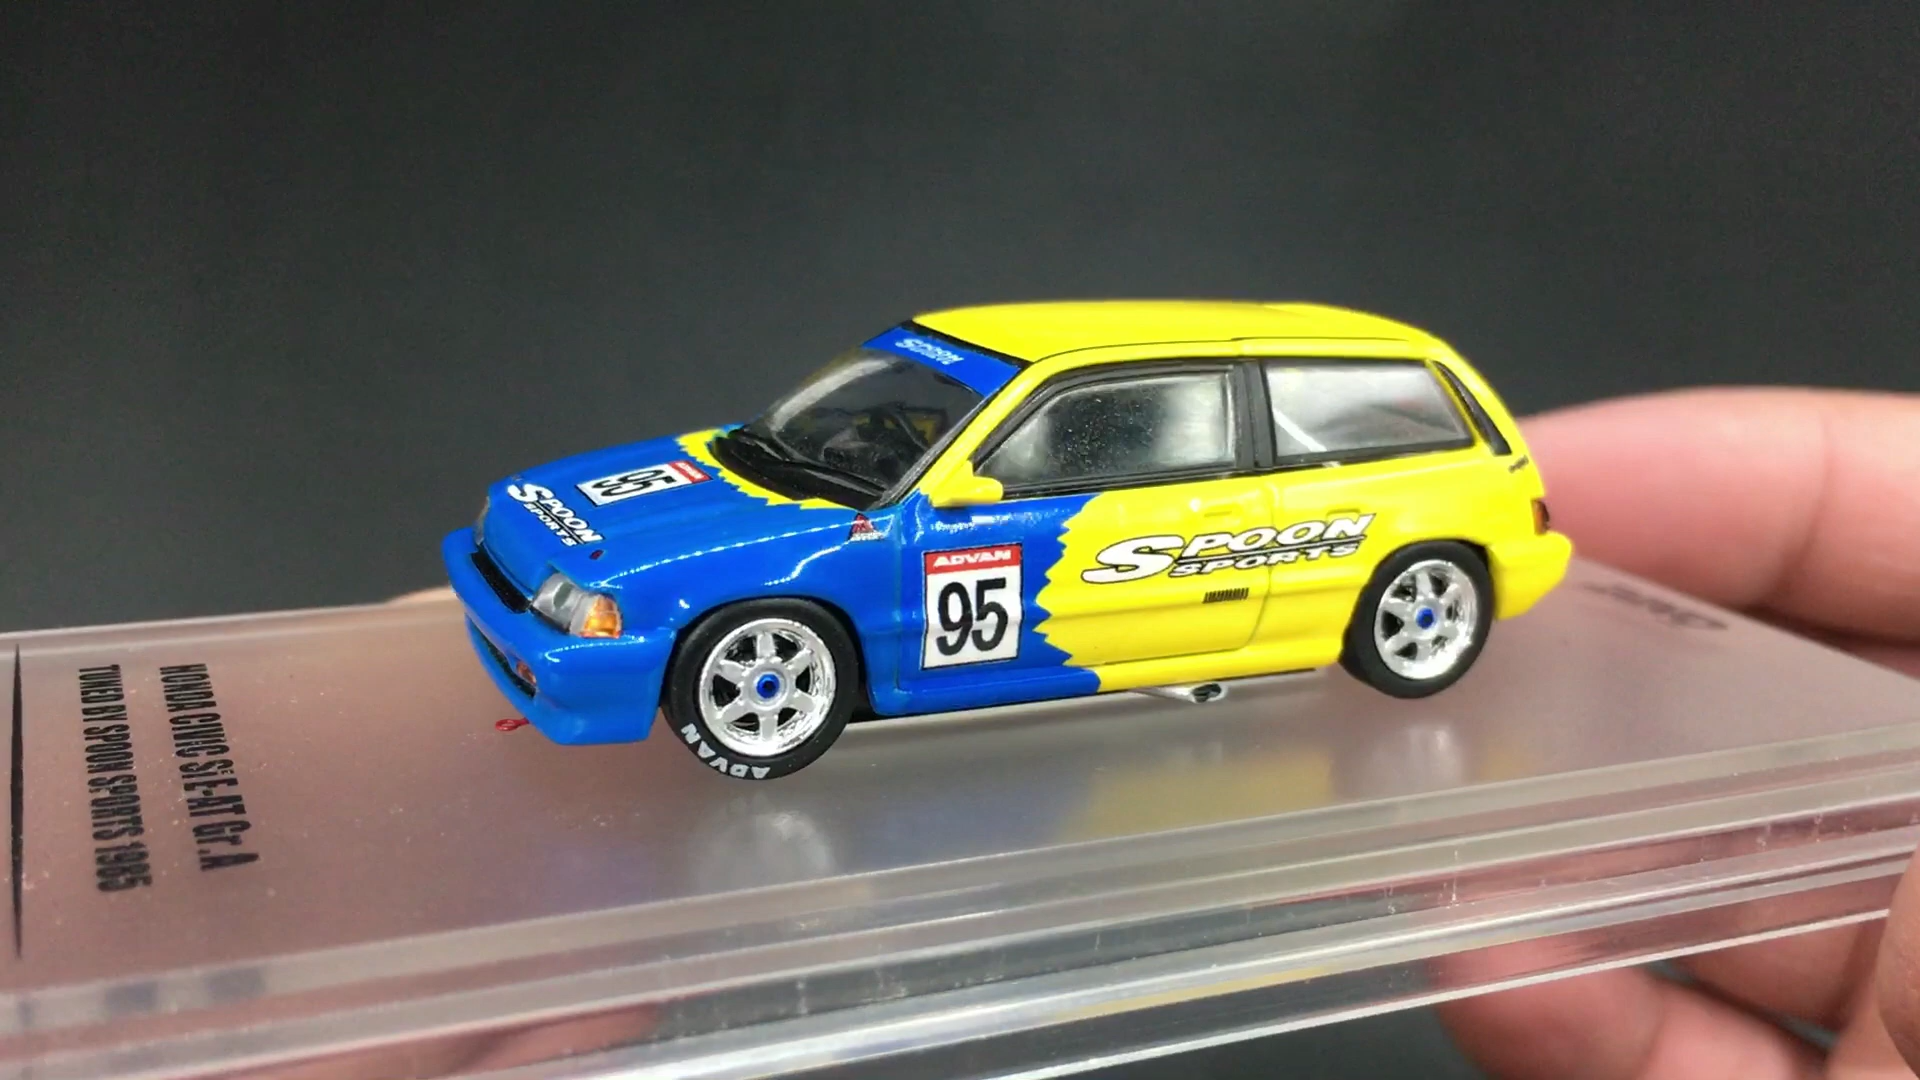 SPOON
95
SPOON
SPORTS
ADVAN
95
SPOON
SPORTS
ADVAN
HONDA CIVIC Si E-AT Gr.A
TUNED BY SPOON SPORTS 1985